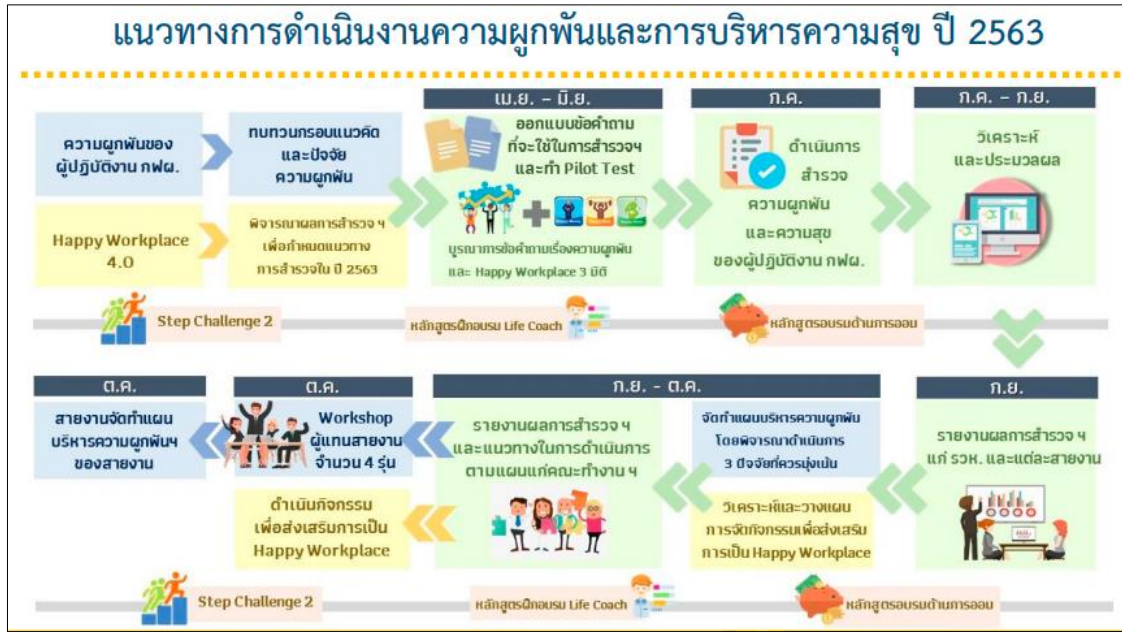 แนวทางการดำเนินงานความผูกพันและการบริหารความสุข ปี 2563
ความผูกพันของ
ผู้ปฏิบัติงาน กฟผ.
ทบทวนกรอบแนวคิด
และปัจจัย
ความผูกพัน
Happy Workplace
4.0
พิจารณาผลการสำรวจ ฯ
เพื่อกำหนดแนวทาง
การสำรวจใน ปี 2563
เม.ย. - มิ.ย.
ออกแบบข้อคำถาม
ที่จะใช้ในการสำรวจฯ
และทำ Pilot Test
บูรณาการข้อคำถามเรื่องความผูกพัน
และ Happy Workplace 3 มิติ
ก.ค.
ดำเนินการ
สำรวจ
ความผูกพัน
และความสุข
ของผู้ปฏิบัติงาน กฟผ.
ก.ค. - ก.ย.
วิเคราะห์
และประมวลผล
Step Challenge 2
หลักสูตรฝึกอบรม Life Coach
หลักสูตรอบรมด้านการออม
ต.ค.
สายงานจัดทำแผน
บริหารความผูกพันฯ
ของสายงาน
ต.ค.
Workshop
ผู้แทนสายงาน
จำนวน 4 รุ่น
ดำเนินกิจกรรม
เพื่อส่งเสริมการเป็น
Happy Workplace
ก.ย. - ต.ค.
รายงานผลการสำรวจ ฯ
และแนวทางในการดำเนินการ
ตามแผนแก่คณะทำงาน ฯ
จัดทำแผนบริหารความผูกพัน
โดยพิจารณาดำเนินการ
3 ปัจจัยที่ควรมุ่งเน้น
วิเคราะห์และวางแผน
การจัดกิจกรรมเพื่อส่งเสริม
การเป็น Happy Workplace
ก.ย.
รายงานผลการสำรวจ ฯ
แก่ รวห. และแต่ละสายงาน
Step Challenge 2
หลักสูตรฝึกอบรม Life Coach
หลักสูตรอบรมด้านการออม